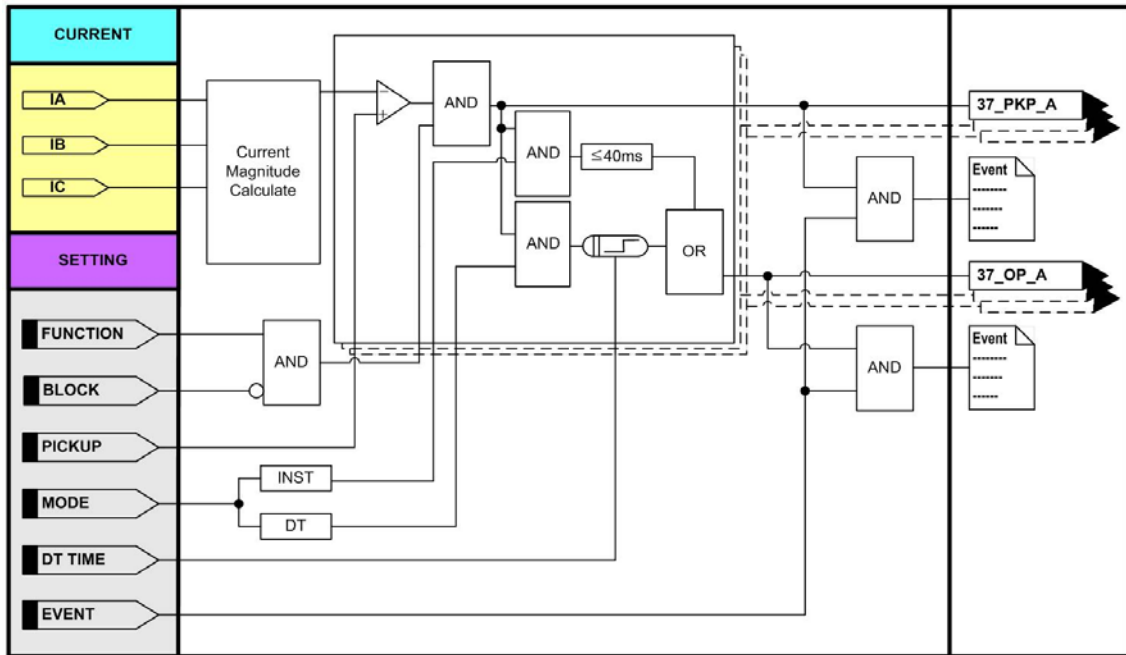 CURRENT
IA
IB
IC
SETTING
FUNCTION
BLOCK
PICKUP
MODE
DT TIME
EVENT
Current
Magnitude
Calculate
AND
INST
DT
AND
AND
AND
≤40ms
OR
AND
AND
37_PKP_A
Event
--------
------
-----
37_OP_A
Event
--------
-------
------